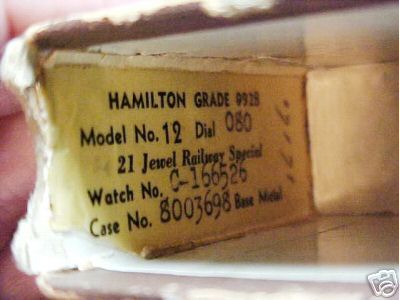 HAMILTON GRADE 992B
Model No. 12 Dial 080
21 Jewel Railway Special
Watch No. C-166526
Case No. 8003698 Base Metal